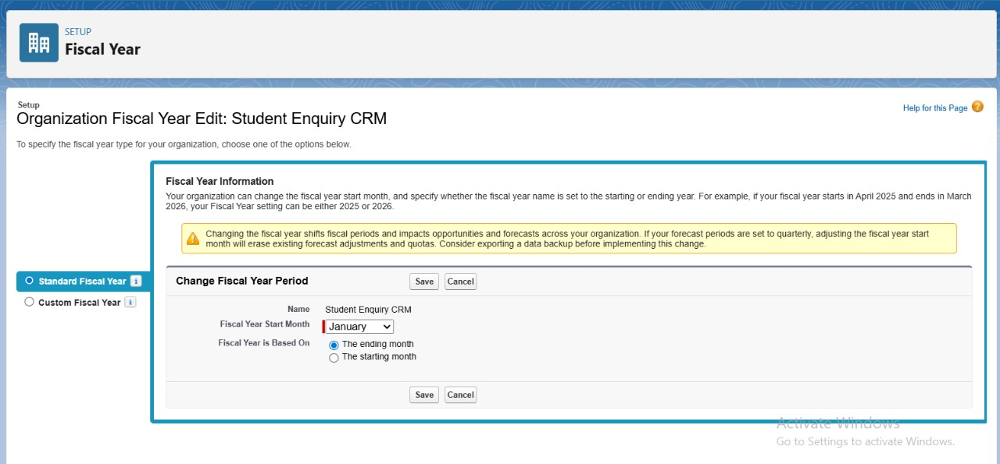 SETUP
Fiscal Year
Setup
Organization Fiscal Year Edit: Student Enquiry CRM
Help for this Page ?
To specify the fiscal year type for your organization, choose one of the options below.
Fiscal Year Information
Your organization can change the fiscal year start month, and specify whether the fiscal year name is set to the starting or ending year. For example, if your fiscal year starts in April 2025 and ends in March
2026, your Fiscal Year setting can be either 2025 or 2026.
Changing the fiscal year shifts fiscal periods and impacts opportunities and forecasts across your organization. If your forecast periods are set to quarterly, adjusting the fiscal year start
month will erase existing forecast adjustments and quotas. Consider exporting a data backup before implementing this change.
Standard Fiscal Year i
Custom Fiscal Year i
Change Fiscal Year Period Save Cancel
Name Student Enquiry CRM
Fiscal Year Start Month January
Fiscal Year is Based On The ending month
The starting month
Save Cancel
Activate Windows
Go to Settings to activate Windows.